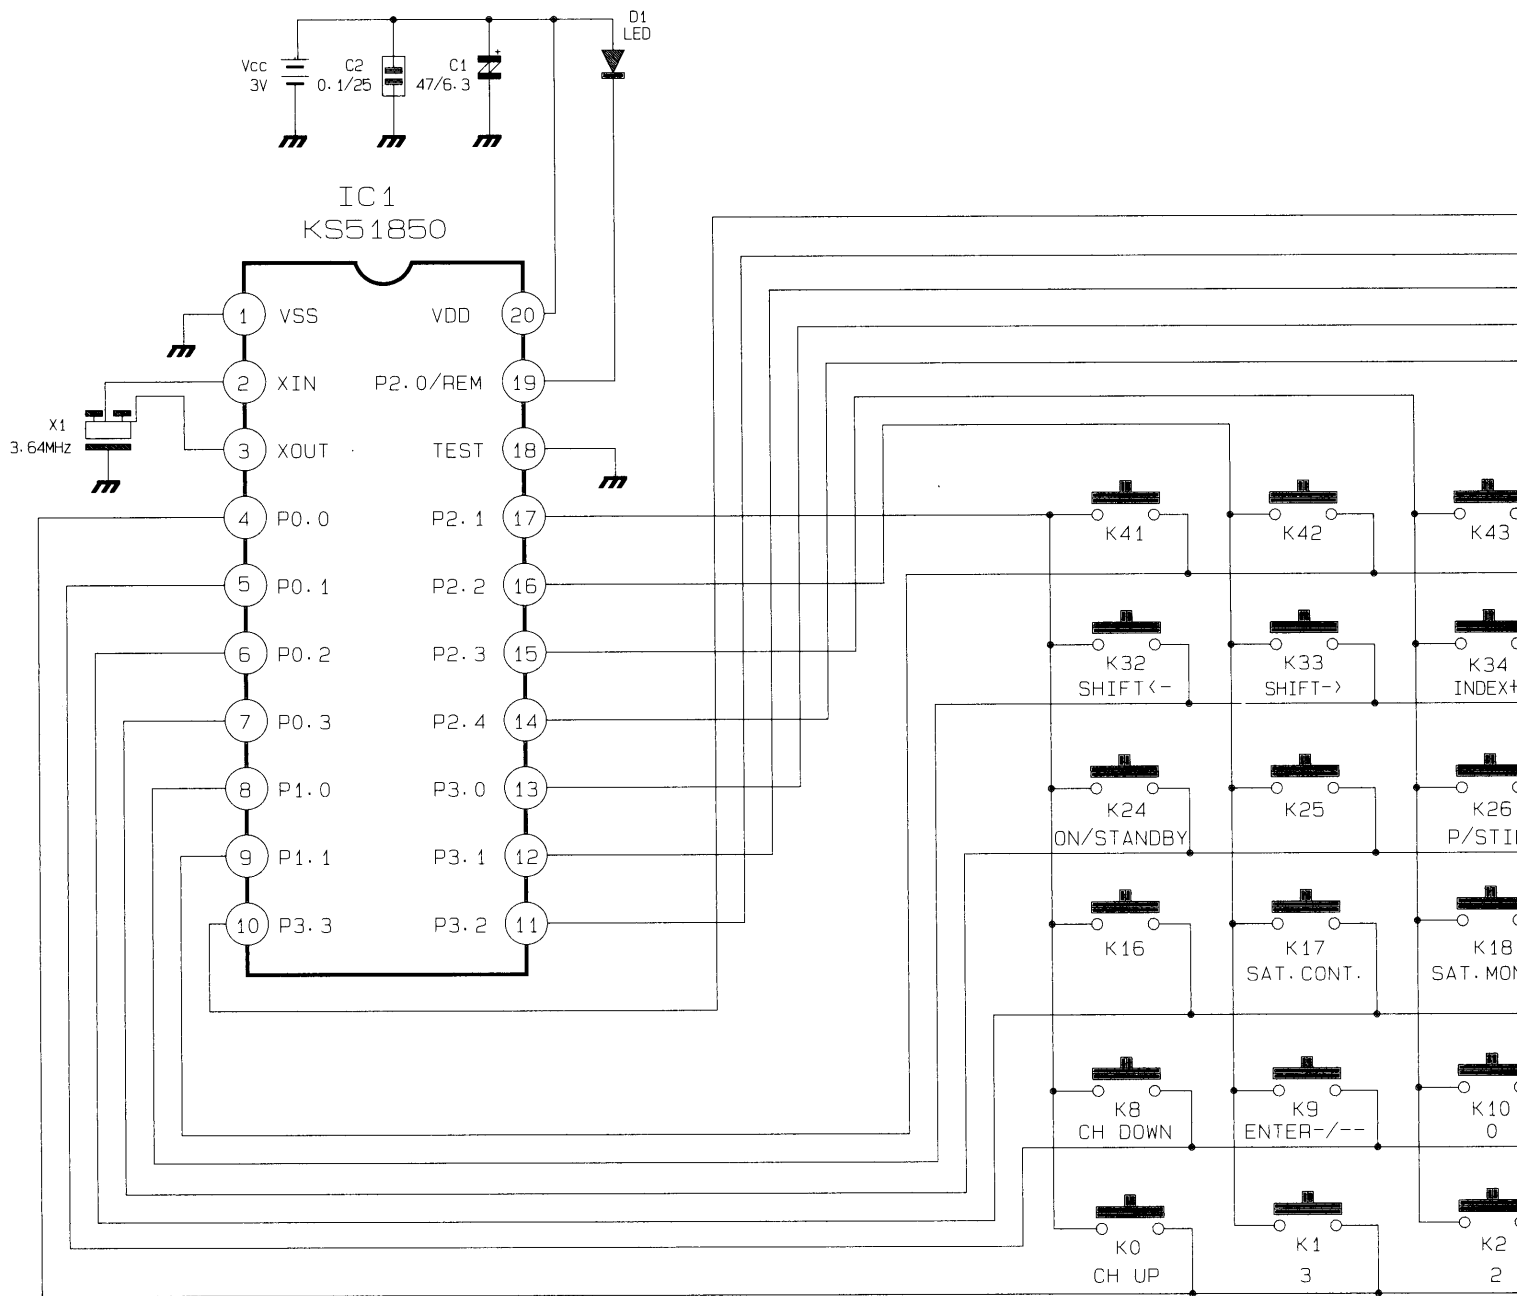 D1
LED
Vcc
3V
C2
0.1/25
C1
47/6.3
+
IC1
KS51850
1 VSS
VDD 20
2 XIN
P2.0/REM 19
X1
3.64MHz
3 XOUT
TEST 18
4 P0.0
P2.1 17
5 P0.1
P2.2 16
6 P0.2
P2.3 15
7 P0.3
P2.4 14
8 P1.0
P3.0 13
9 P1.1
P3.1 12
10 P3.3
P3.2 11
K41
K42
K43
K32
SHIFT<-
K33
SHIFT->
K34
INDEX+
K24
ON/STANDBY
K25
K26
P/STI
K16
K17
SAT.CONT.
K18
SAT.MON
K8
CH DOWN
K9
ENTER-/--
K10
0
K0
CH UP
K1
3
K2
2